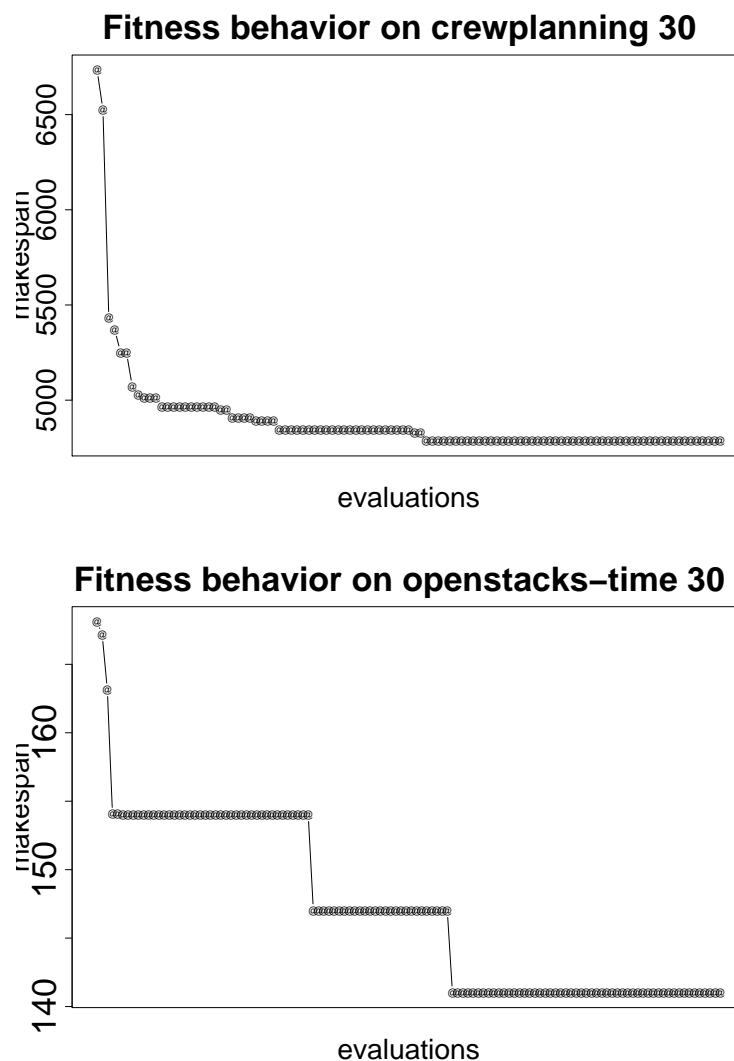 Fitness behavior on crewplanning 30
6500
6000
5500
5000
makespan
evaluations
Fitness behavior on openstacks−time 30
160
150
140
makespan
evaluations